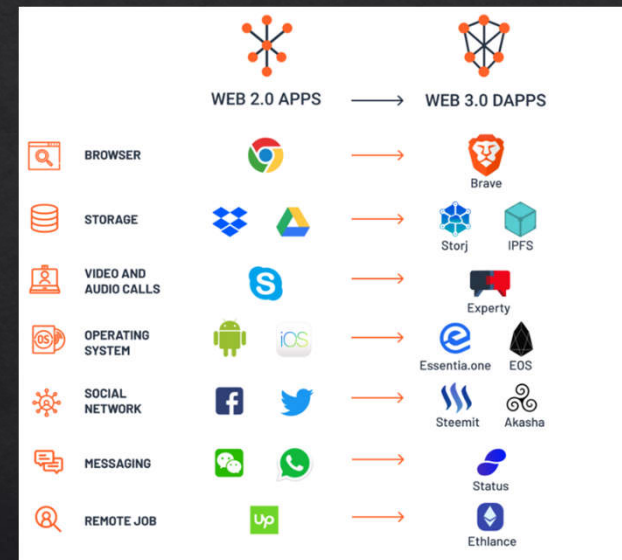 WEB 2.0 APPS
WEB 3.0 DAPPS
BROWSER
Brave
STORAGE
Storj
IPFS
VIDEO AND
AUDIO CALLS
S
Experty
OS
OPERATING
SYSTEM
iOS
Essentia.one
EOS
SOCIAL
NETWORK
f
Steemit
Akasha
MESSAGING
Status
REMOTE JOB
Up
Ethlance